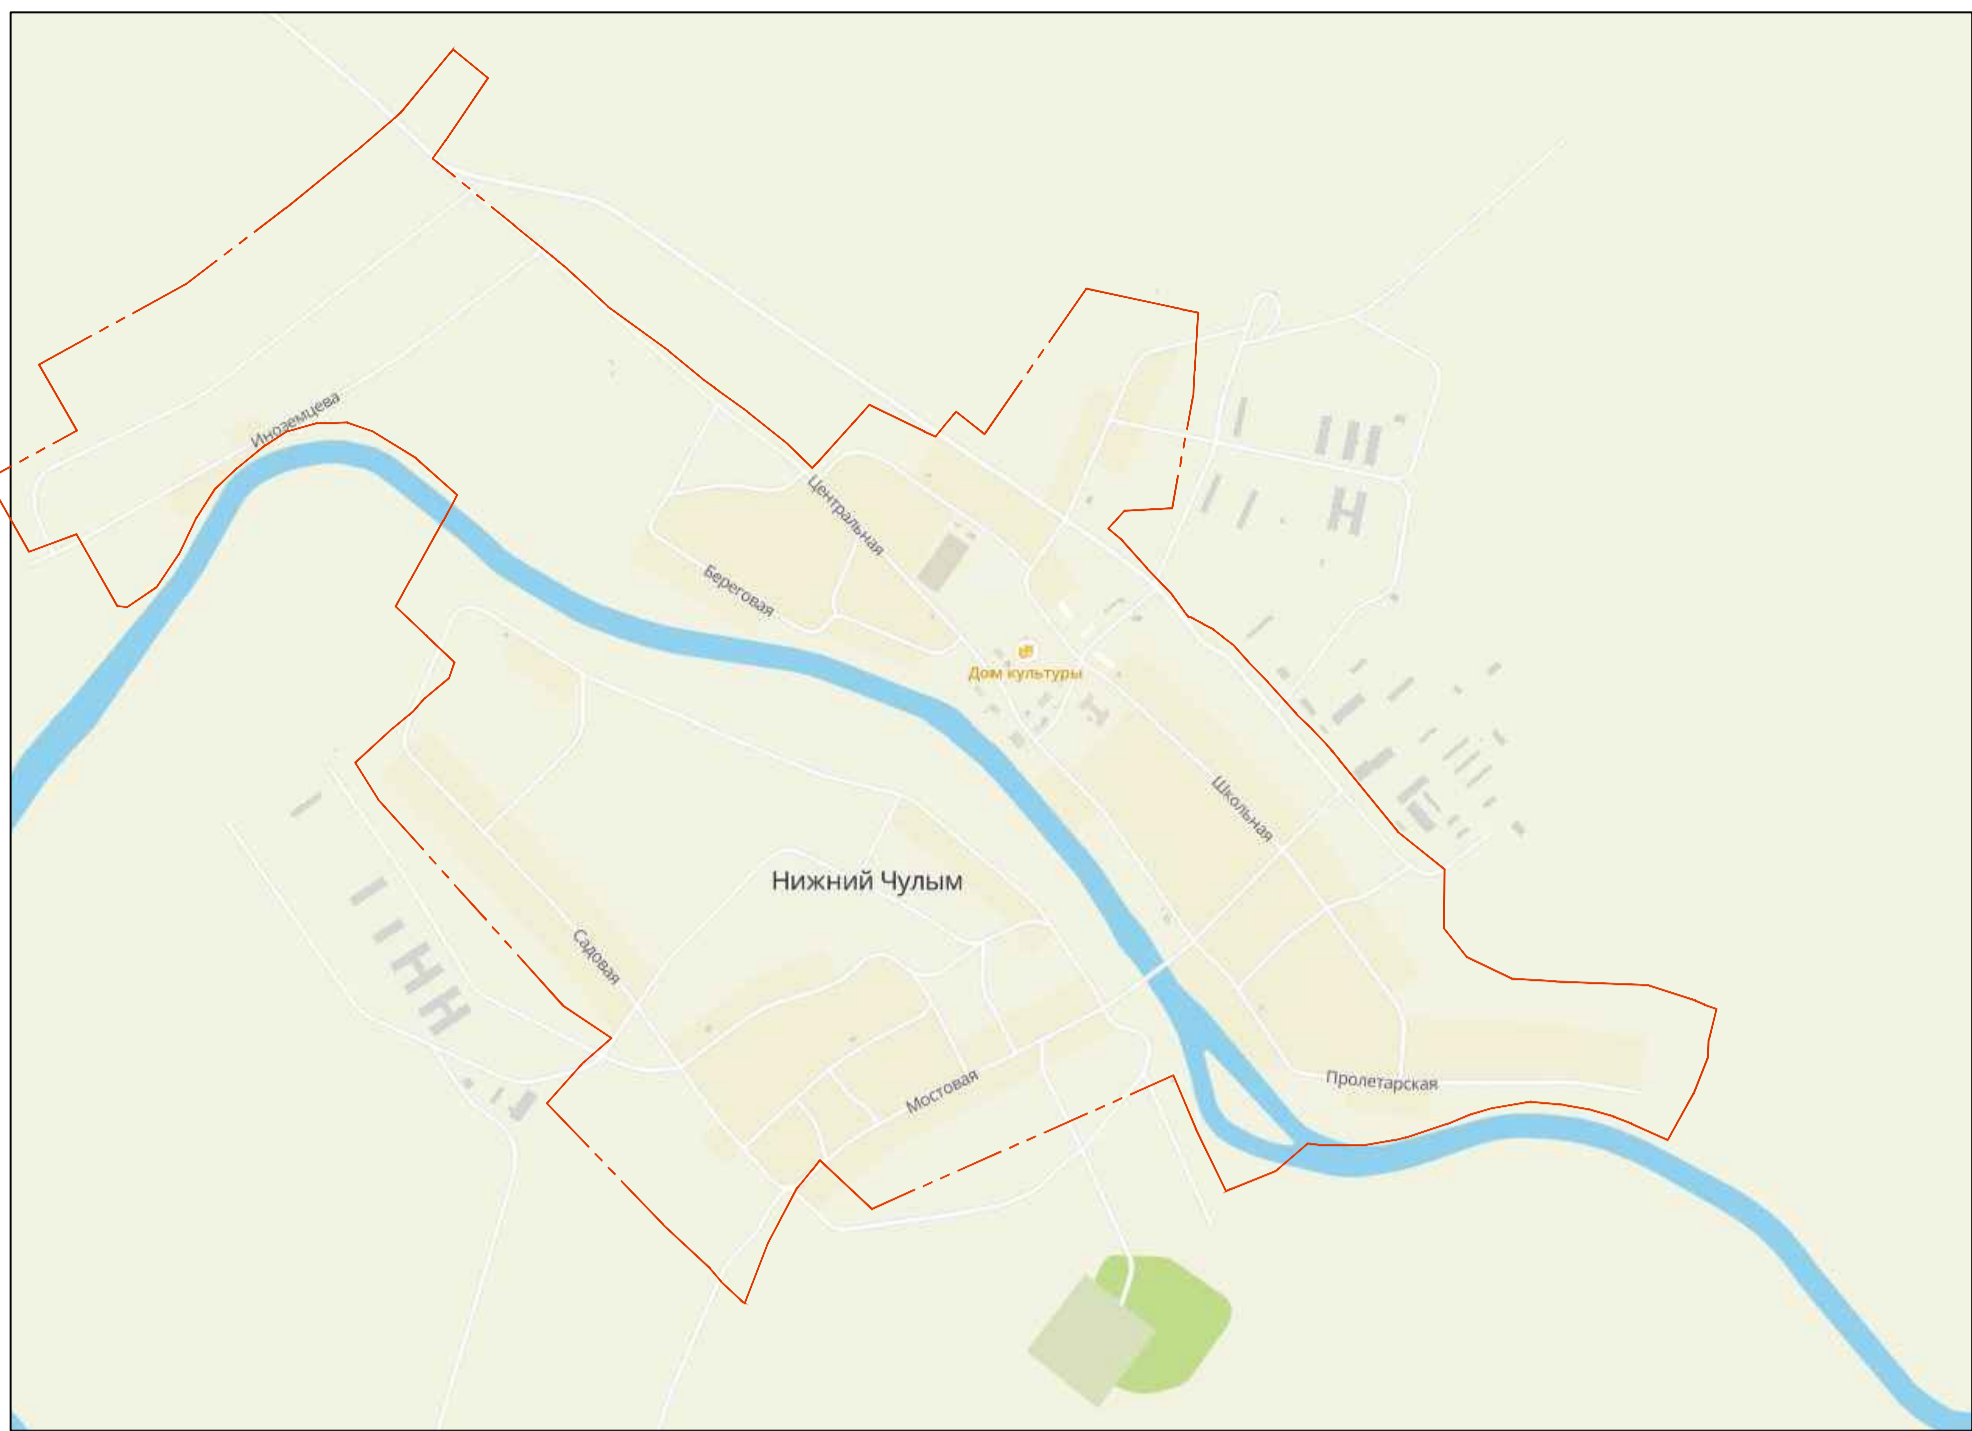 Иноземцева
Центральная
Береговая
Дом культуры
Школьная
Нижний Чулым
Садовая
Мостовая
Пролетарская